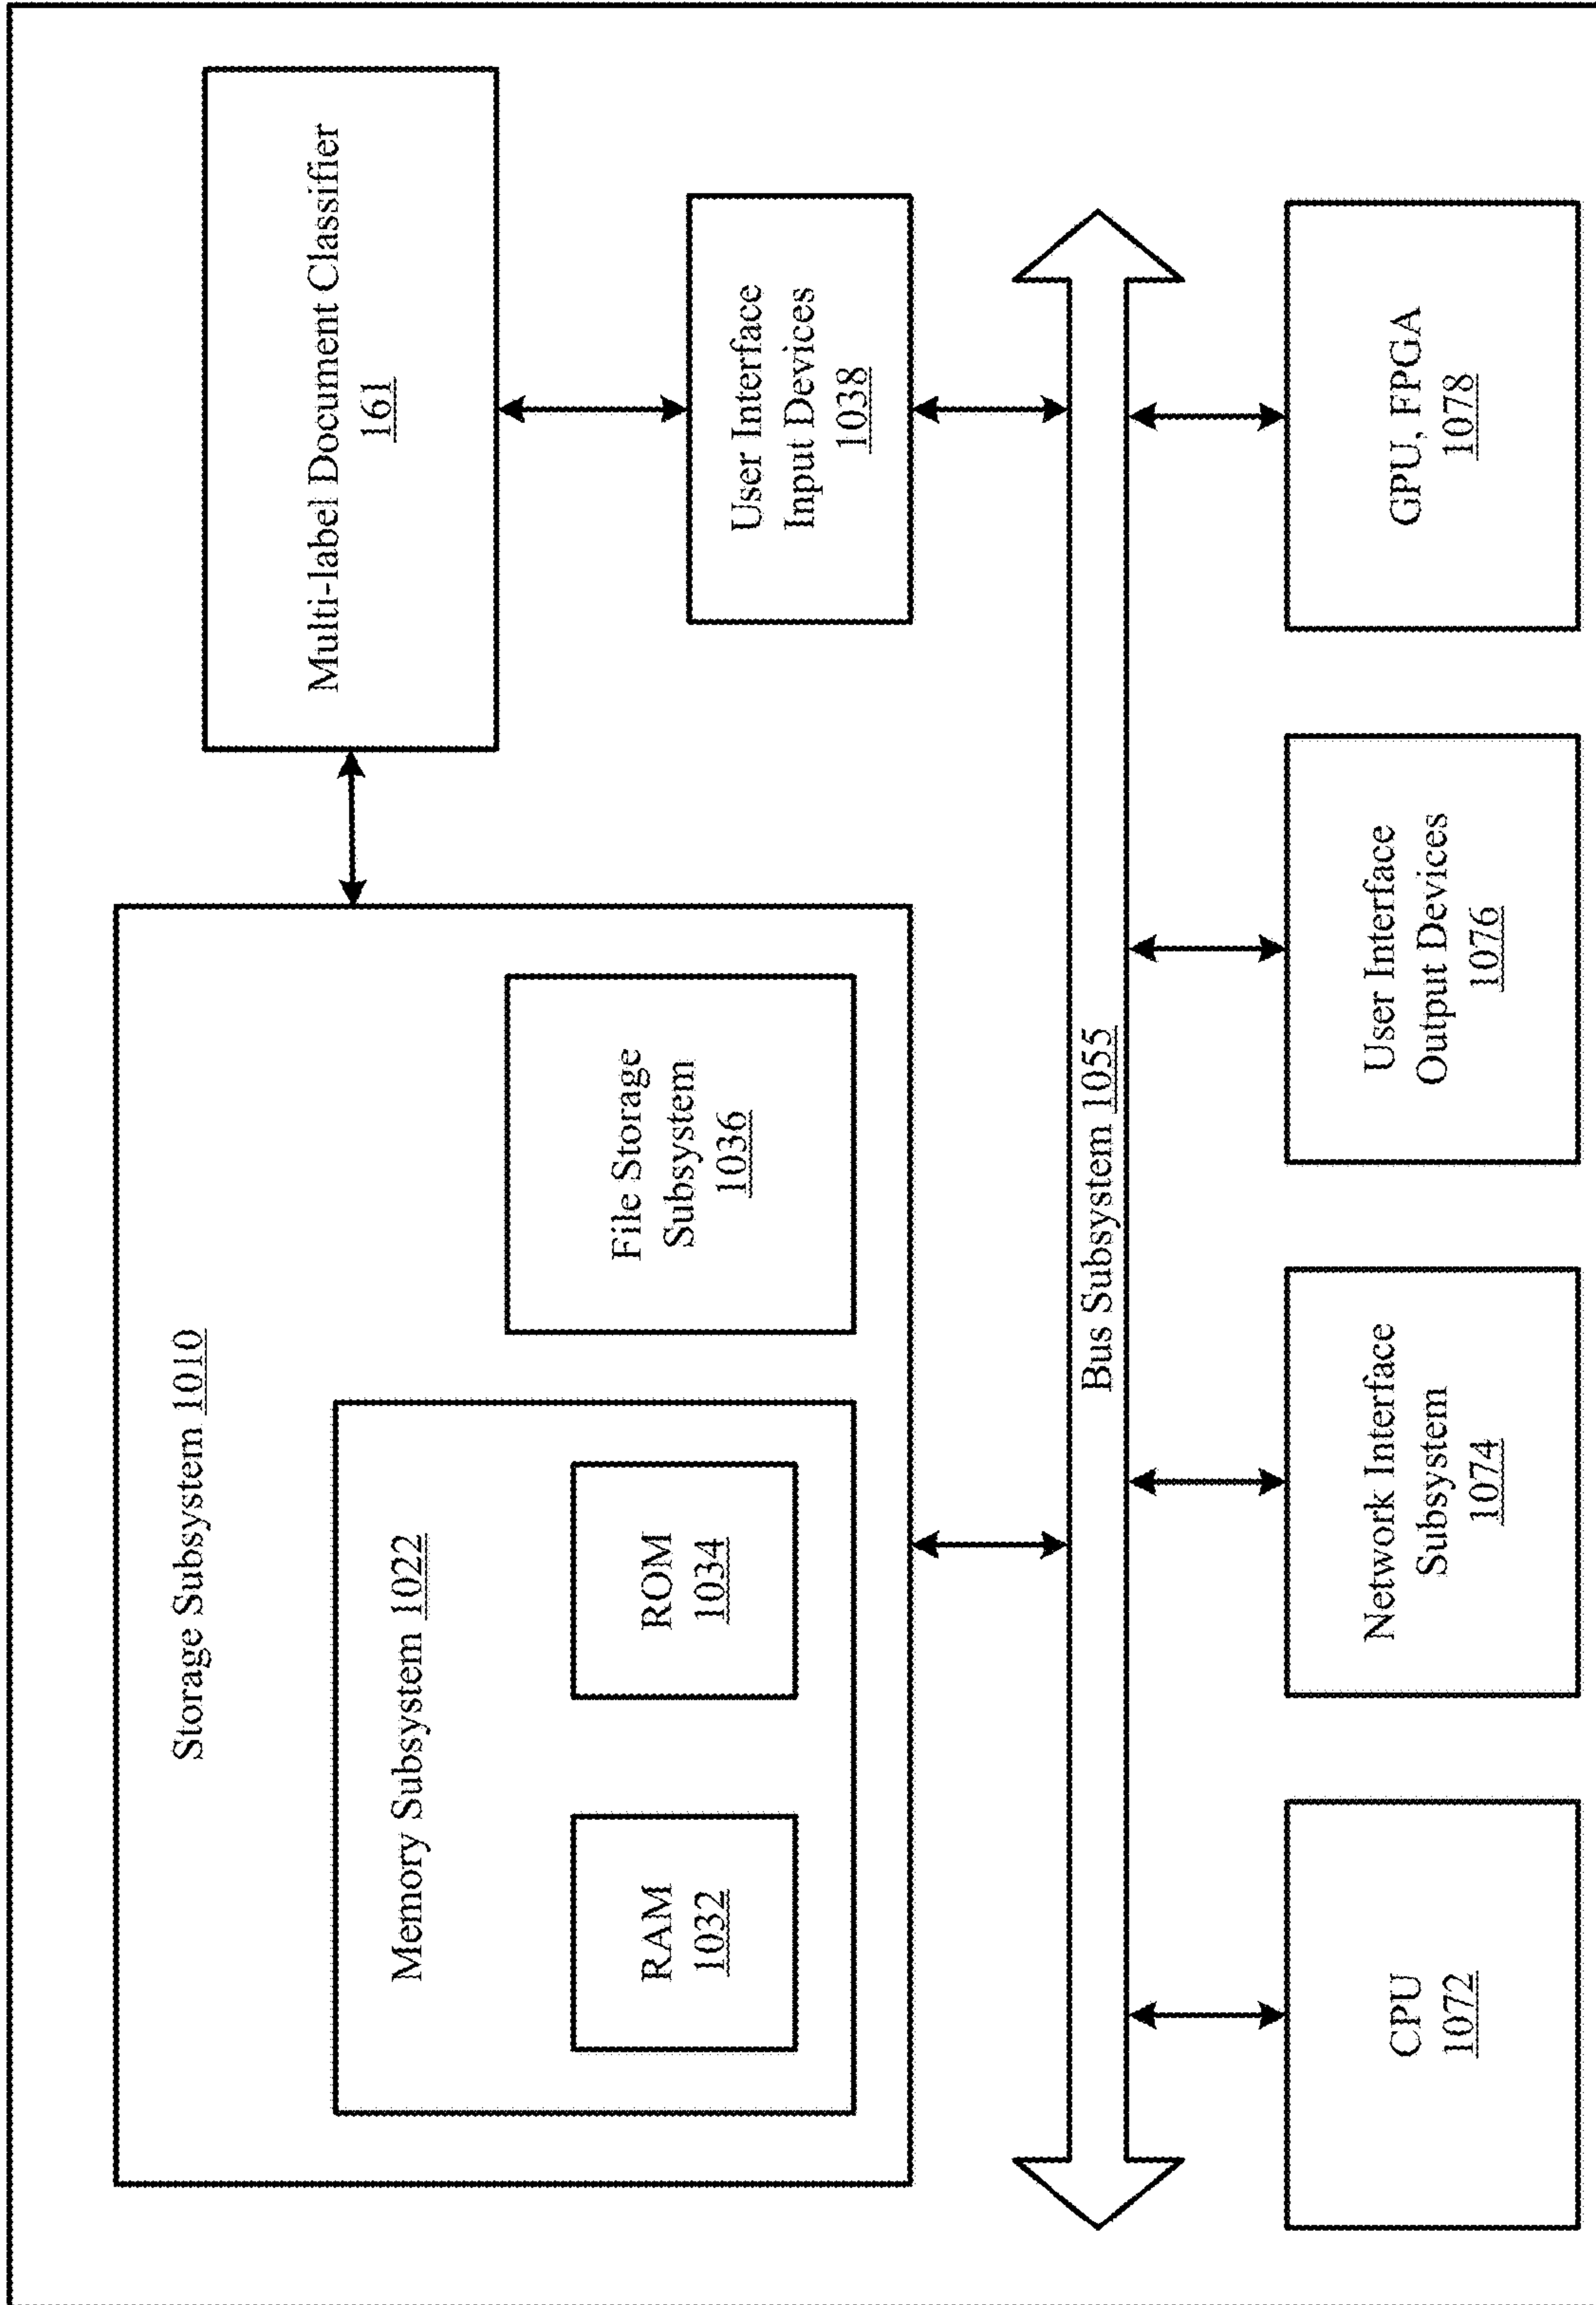 Storage Subsystem 1010
Memory Subsystem 1022
RAM
1032
ROM
1034
File Storage
Subsystem
1036
Multi-label Document Classifier
161
User Interface
Input Devices
1038
Bus Subsystem 1055
CPU
1072
Network Interface
Subsystem
1074
User Interface
Output Devices
1076
GPU, FPGA
1078